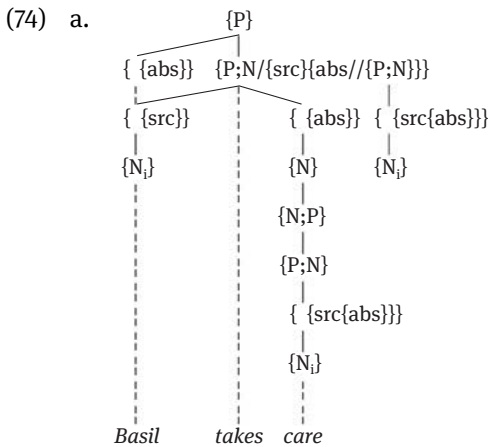 (74) a. {P}
{ {abs}} {P;N/{src}{abs//{P;N}}}
{ {src}} { {abs}} { {src{abs}}}
{Nᵢ} {N} {Nᵢ}
{N;P}
{P;N}
{ {src{abs}}}
{Nᵢ}
Basil takes care